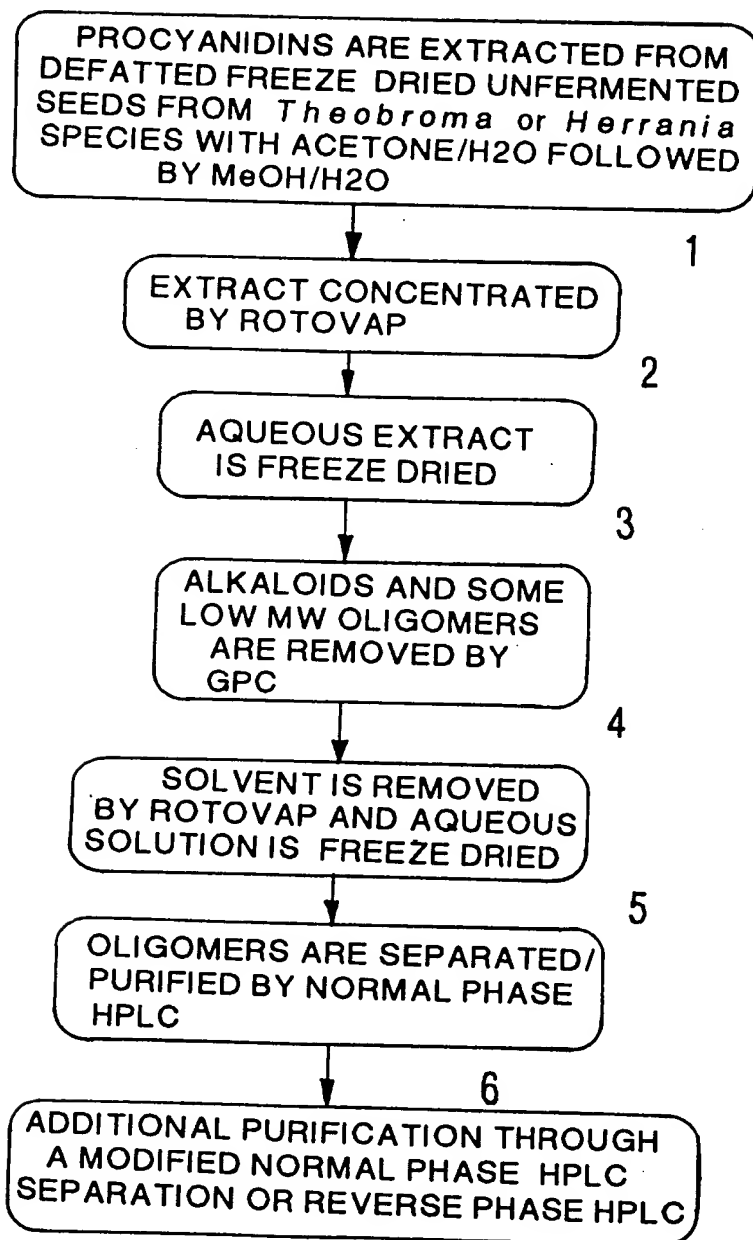 PROCYANIDINS ARE EXTRACTED FROM
DEFATTED FREEZE DRIED UNFERMENTED
SEEDS FROM Theobroma or Herrania
SPECIES WITH ACETONE/H2O FOLLOWED
BY MeOH/H2O
1
EXTRACT CONCENTRATED
BY ROTOVAP
2
AQUEOUS EXTRACT
IS FREEZE DRIED
3
ALKALOIDS AND SOME
LOW MW OLIGOMERS
ARE REMOVED BY
GPC
4
SOLVENT IS REMOVED
BY ROTOVAP AND AQUEOUS
SOLUTION IS FREEZE DRIED
5
OLIGOMERS ARE SEPARATED/
PURIFIED BY NORMAL PHASE
HPLC
6
ADDITIONAL PURIFICATION THROUGH
A MODIFIED NORMAL PHASE HPLC
SEPARATION OR REVERSE PHASE HPLC